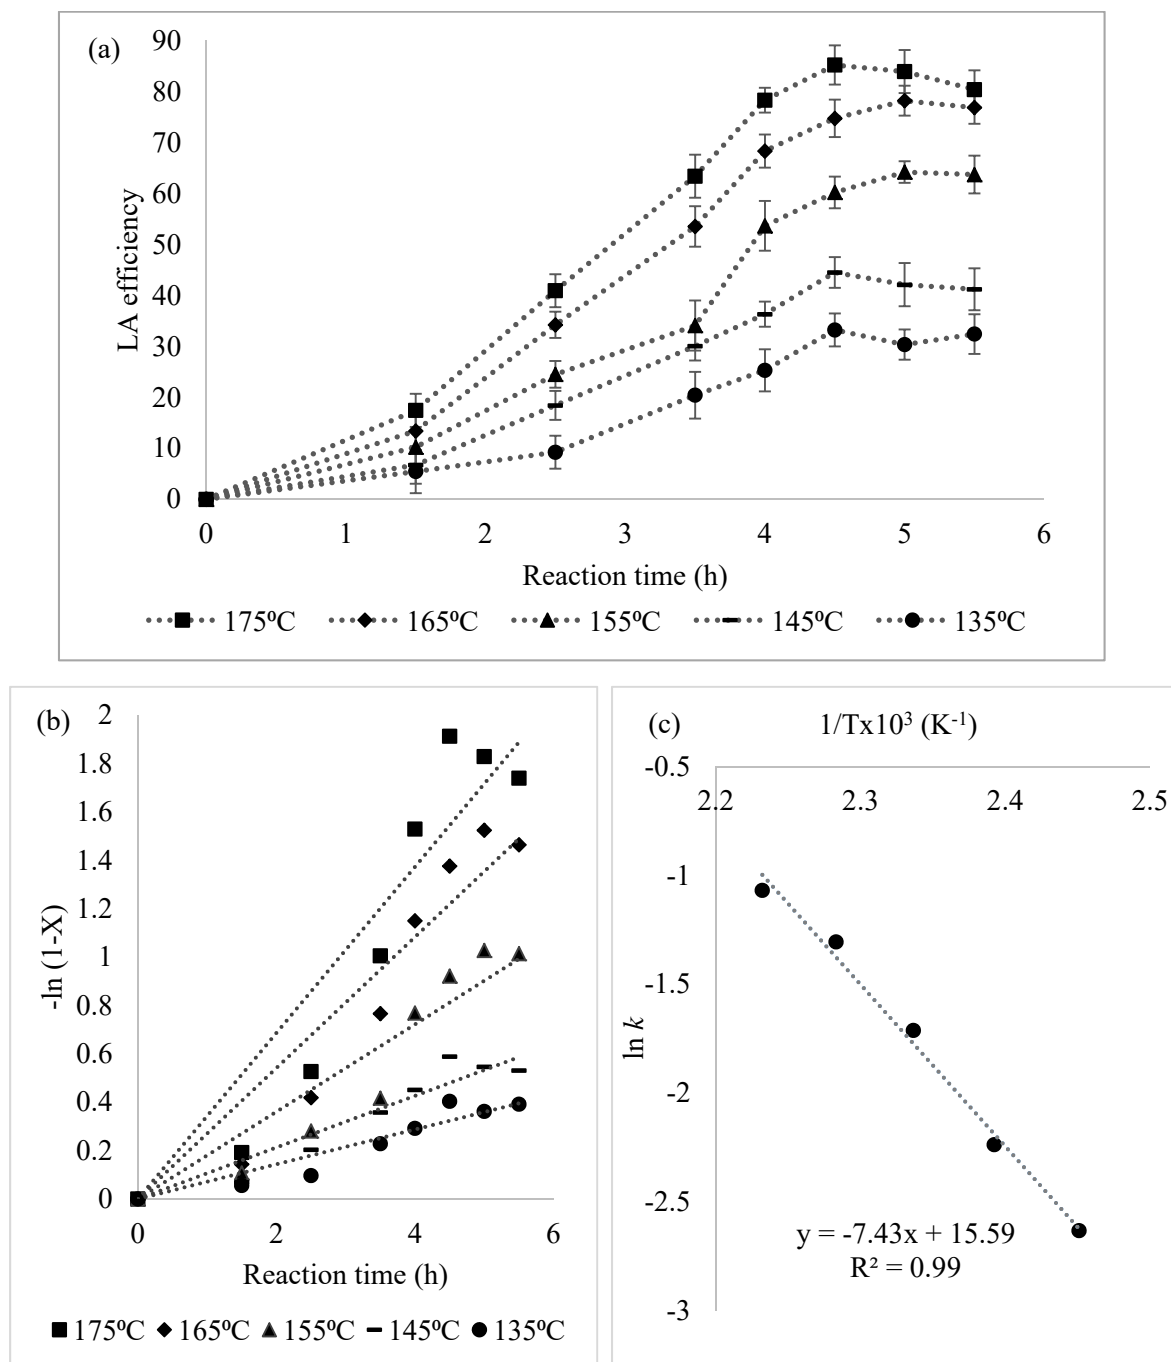 (a)
90
80
70
60
50
40
30
20
10
0
LA efficiency
0 1 2 3 4 5 6
Reaction time (h)
175ºC 165ºC 155ºC 145ºC 135ºC
(b)
2
1.8
1.6
1.4
1.2
1
0.8
0.6
0.4
0.2
0
-ln (1-X)
0 2 4 6
Reaction time (h)
175ºC 165ºC 155ºC 145ºC 135ºC
(c)
1/Tx10³ (K⁻¹)
-0.5
2.2 2.3 2.4 2.5
-1
-1.5
-2
-2.5
-3
ln k
y = -7.43x + 15.59
R² = 0.99